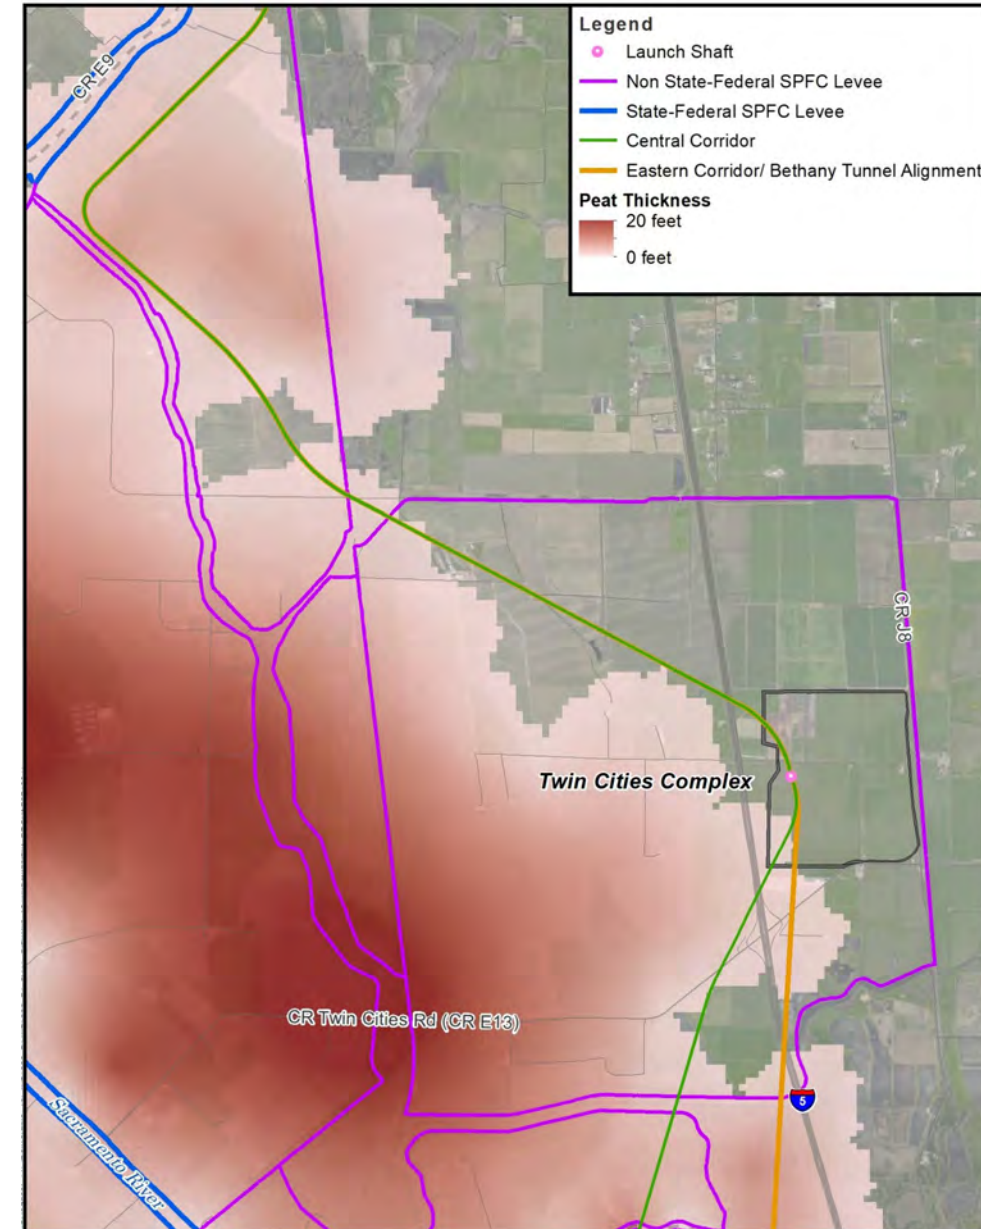 Legend
Launch Shaft
Non State-Federal SPFC Levee
State-Federal SPFC Levee
Central Corridor
Eastern Corridor/ Bethany Tunnel Alignment
Peat Thickness
20 feet
0 feet
CR E9
CR J8
Twin Cities Complex
CR Twin Cities Rd (CR E13)
5
Sacramento River